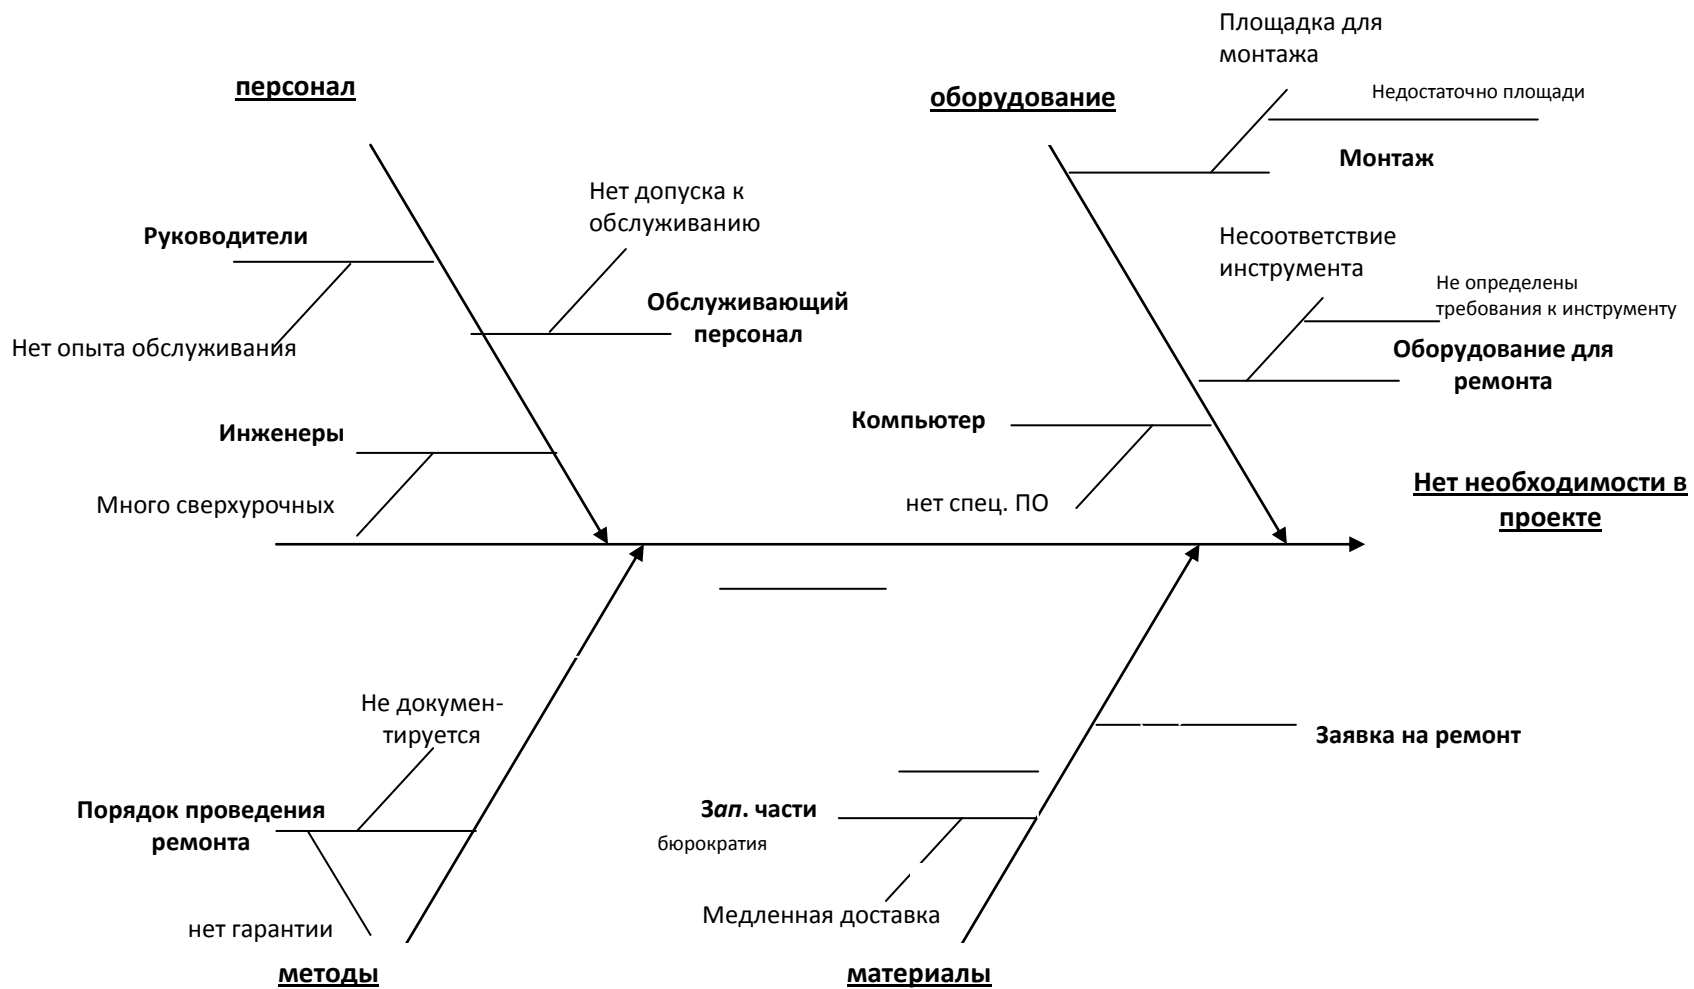 Площадка для
монтажа
персонал
оборудование
Недостаточно площади
Монтаж
Нет допуска к
обслуживанию
Руководители
Несоответствие
инструмента
Не определены
требования к инструменту
Обслуживающий
персонал
Нет опыта обслуживания
Оборудование для
ремонта
Компьютер
Инженеры
Много сверхурочных
нет спец. ПО
Нет необходимости в
проекте
Не докумен-
тируется
Заявка на ремонт
Порядок проведения
ремонта
Зап. части
бюрократия
Медленная доставка
нет гарантии
методы
материалы